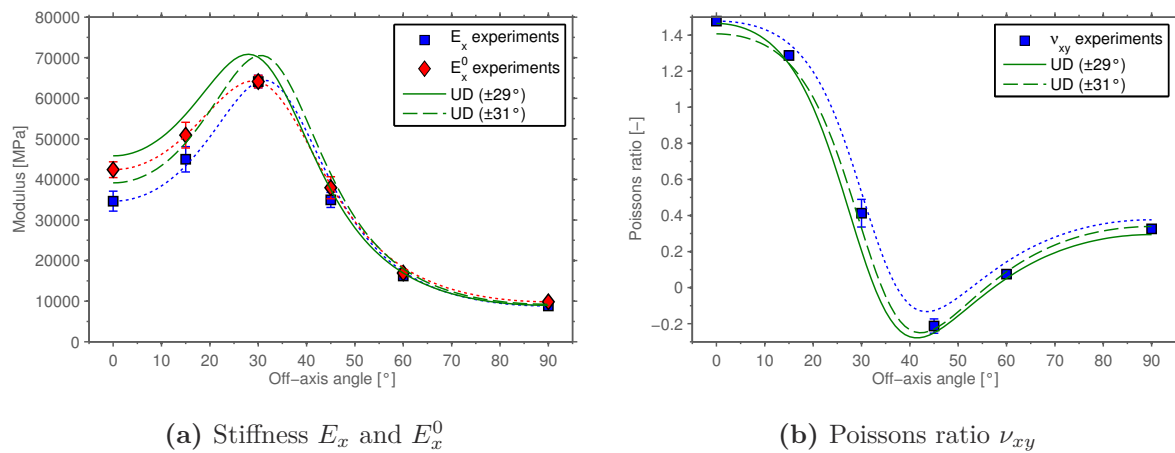 80000
70000
60000
50000
40000
30000
20000
10000
0
Modulus [MPa]
0 10 20 30 40 50 60 70 80 90
Off−axis angle [°]
E_x experiments
E_x^0 experiments
UD (±29°)
UD (±31°)
(a) Stiffness E_x and E_x^0
1.4
1.2
1
0.8
0.6
0.4
0.2
0
−0.2
Poissons ratio [−]
0 10 20 30 40 50 60 70 80 90
Off−axis angle [°]
ν_xy experiments
UD (±29°)
UD (±31°)
(b) Poissons ratio ν_xy